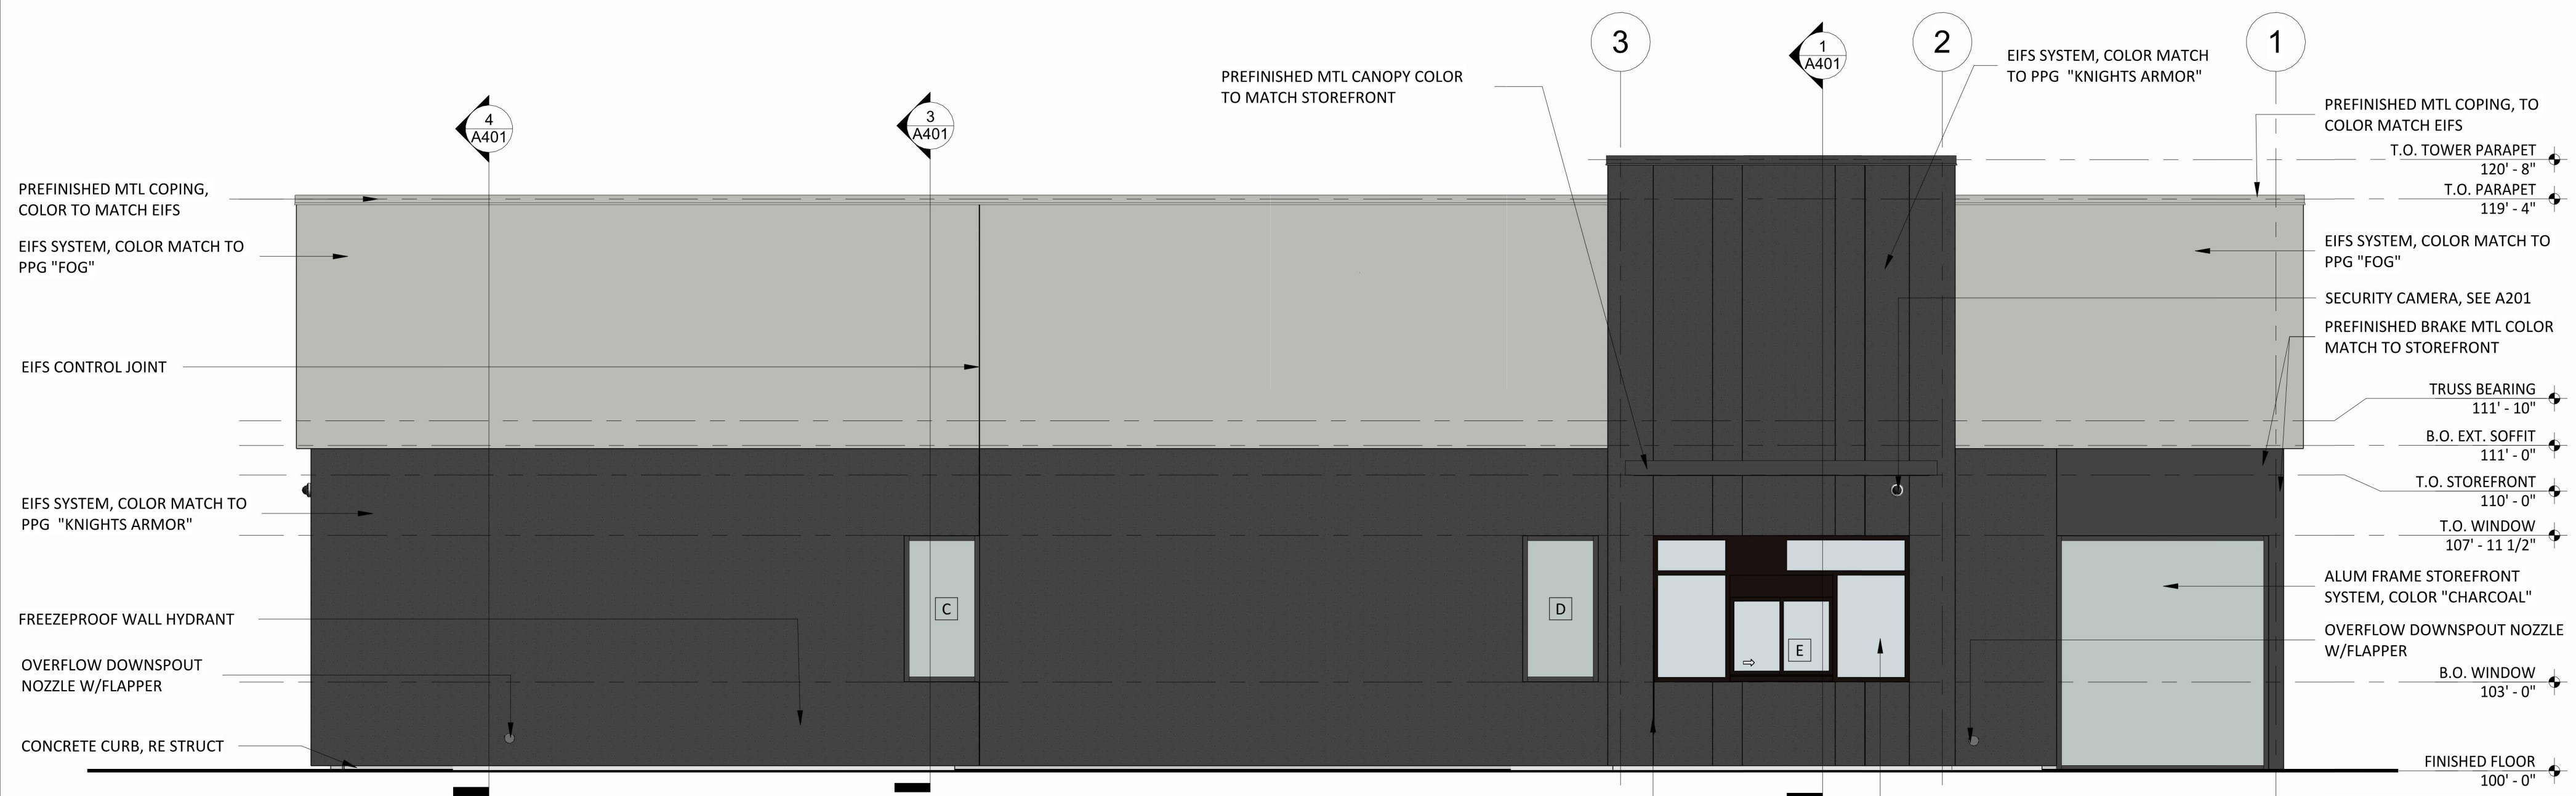 3
1
A401
2
1
EIFS SYSTEM, COLOR MATCH
TO PPG "KNIGHTS ARMOR"
PREFINISHED MTL CANOPY COLOR
TO MATCH STOREFRONT
4
A401
3
A401
PREFINISHED MTL COPING, TO
COLOR MATCH EIFS
T.O. TOWER PARAPET
120' - 8"
T.O. PARAPET
119' - 4"
PREFINISHED MTL COPING,
COLOR TO MATCH EIFS
EIFS SYSTEM, COLOR MATCH TO
PPG "FOG"
EIFS SYSTEM, COLOR MATCH TO
PPG "FOG"
SECURITY CAMERA, SEE A201
PREFINISHED BRAKE MTL COLOR
MATCH TO STOREFRONT
EIFS CONTROL JOINT
TRUSS BEARING
111' - 10"
B.O. EXT. SOFFIT
111' - 0"
T.O. STOREFRONT
110' - 0"
EIFS SYSTEM, COLOR MATCH TO
PPG "KNIGHTS ARMOR"
T.O. WINDOW
107' - 11 1/2"
ALUM FRAME STOREFRONT
SYSTEM, COLOR "CHARCOAL"
C
D
E
FREEZEPROOF WALL HYDRANT
OVERFLOW DOWNSPOUT NOZZLE
W/FLAPPER
OVERFLOW DOWNSPOUT
NOZZLE W/FLAPPER
B.O. WINDOW
103' - 0"
CONCRETE CURB, RE STRUCT
FINISHED FLOOR
100' - 0"